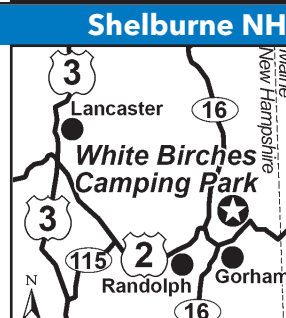 Shelburne NH
3
Lancaster
16
Maine
New Hampshire
White Birches
Camping Park
3
115
2
Randolph
Gorham
N
16